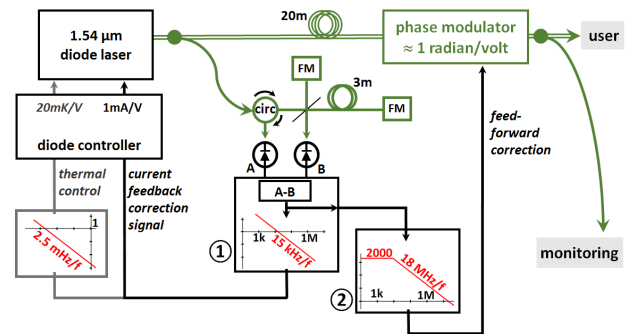 20m
1.54 µm
diode laser
phase modulator
≈ 1 radian/volt
user
FM
3m
circ
FM
20mK/V
1mA/V
diode controller
feed-
forward
correction
thermal
control
current
feedback
correction
signal
A
B
A-B
1
2.5 mHz/f
1k
1M
15 kHz/f
1
2000
18 MHz/f
1k
1M
2
monitoring